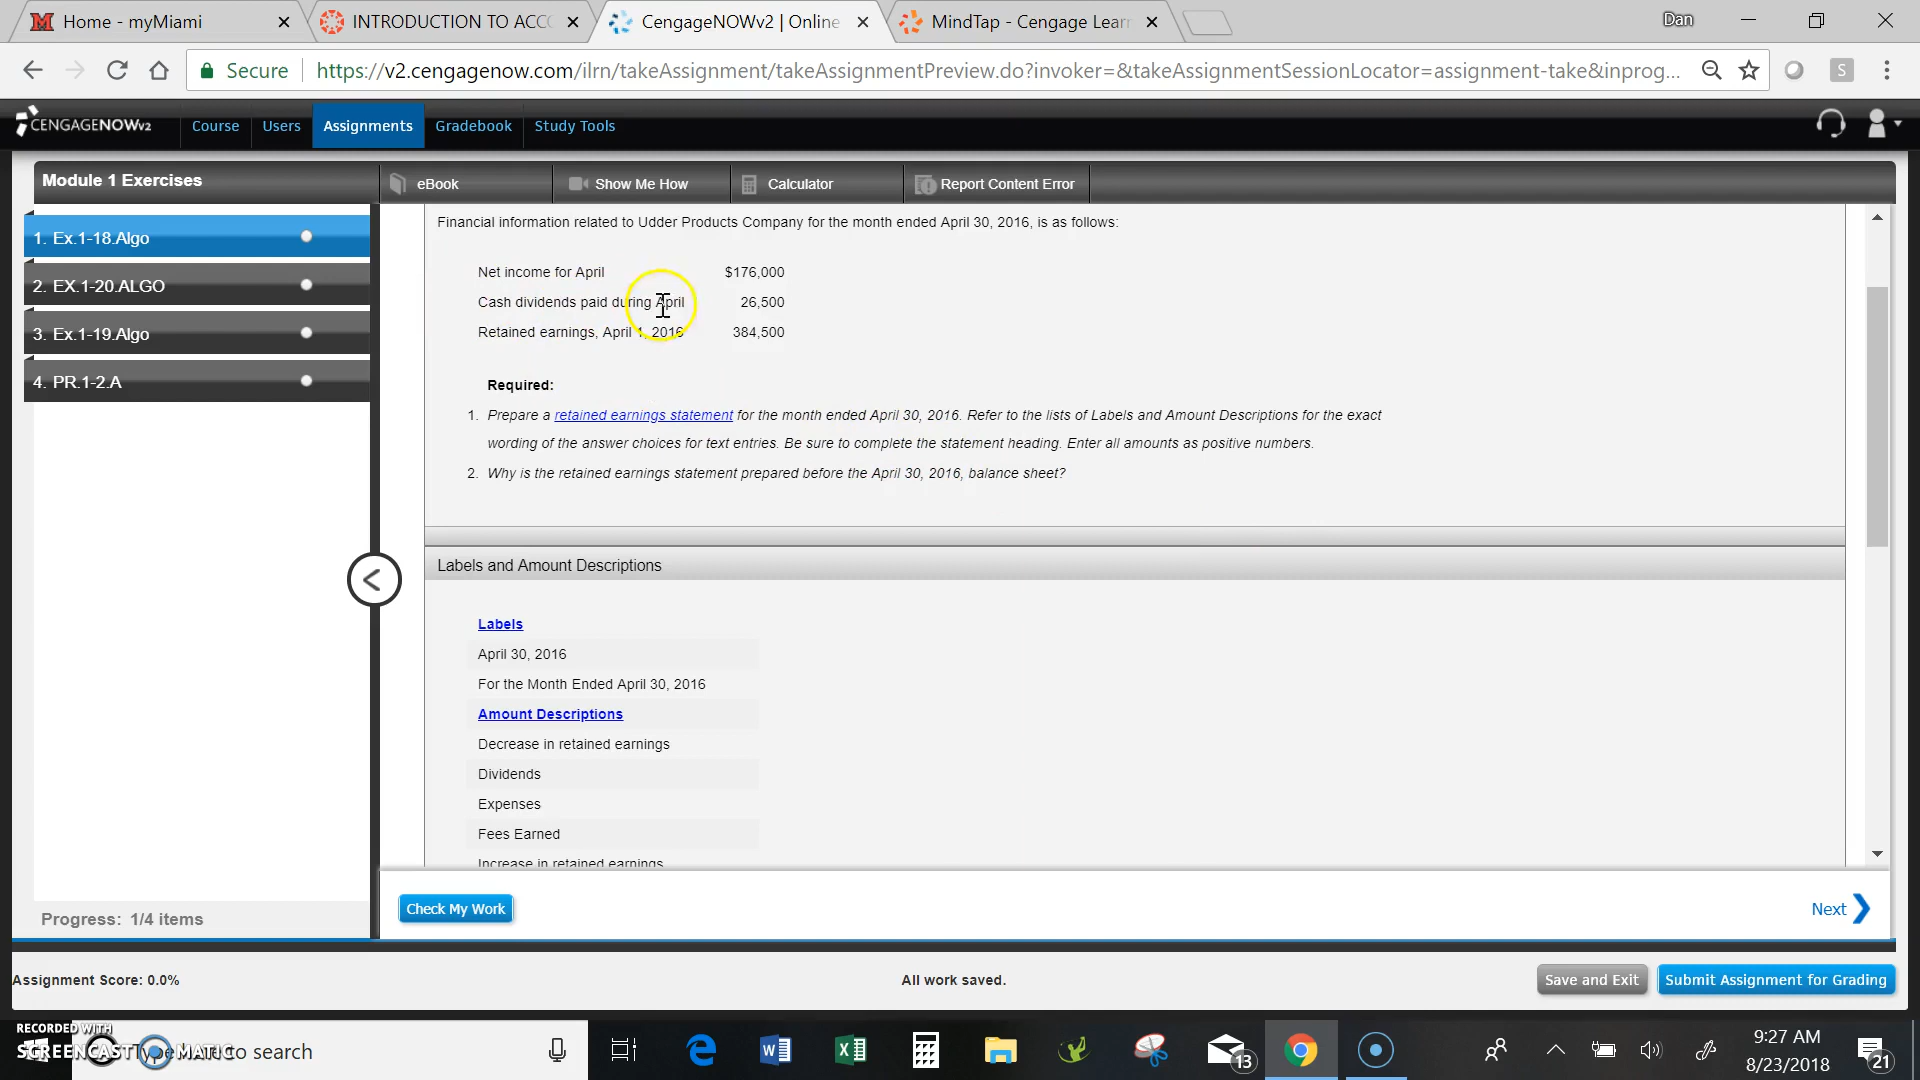 Home - myMiami
INTRODUCTION TO ACC
CengageNOWv2 | Online
MindTap - Cengage Lear
Dan
Secure
https://v2.cengagenow.com/ilrn/takeAssignment/takeAssignmentPreview.do?invoker=&takeAssignmentSessionLocator=assignment-take&inprog...
S
CENGAGENOWv2
Course
Users
Assignments
Gradebook
Study Tools
Module 1 Exercises
eBook
Show Me How
Calculator
Report Content Error
1. Ex.1-18.Algo
2. EX.1-20.ALGO
3. Ex.1-19.Algo
4. PR.1-2.A
Financial information related to Udder Products Company for the month ended April 30, 2016, is as follows:
Net income for April $176,000
Cash dividends paid during April 26,500
Retained earnings, April 1, 2016 384,500
Required:
1. Prepare a retained earnings statement for the month ended April 30, 2016. Refer to the lists of Labels and Amount Descriptions for the exact
wording of the answer choices for text entries. Be sure to complete the statement heading. Enter all amounts as positive numbers.
2. Why is the retained earnings statement prepared before the April 30, 2016, balance sheet?
Labels and Amount Descriptions
Labels
April 30, 2016
For the Month Ended April 30, 2016
Amount Descriptions
Decrease in retained earnings
Dividends
Expenses
Fees Earned
Increase in retained earnings
Progress: 1/4 items
Check My Work
Next
Assignment Score: 0.0%
All work saved.
Save and Exit
Submit Assignment for Grading
RECORDED WITH
SCREENCAST MATIC
Type here to search
13
9:27 AM
8/23/2018
21